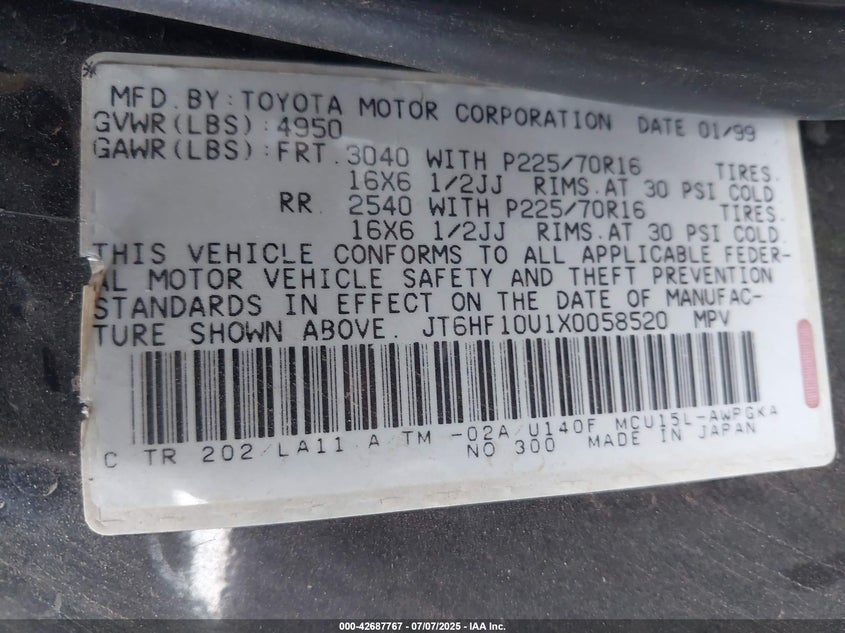 MFD. BY: TOYOTA MOTOR CORPORATION DATE 01/99
GVWR(LBS):4950
GAWR(LBS):FRT. 3040 WITH P225/70R16 TIRES.
16X6 1/2JJ RIMS.AT 30 PSI COLD.
RR. 2540 WITH P225/70R16 TIRES.
16X6 1/2JJ RIMS.AT 30 PSI COLD.
THIS VEHICLE CONFORMS TO ALL APPLICABLE FEDER-
AL MOTOR VEHICLE SAFETY AND THEFT PREVENTION
STANDARDS IN EFFECT ON THE DATE OF MANUFAC-
TURE SHOWN ABOVE. JT6HF10U1X0058520 MPV
C TR 202/LA11 A/TM -02A/U140F MCU15L-AWPGKA
NO 300 MADE IN JAPAN
000-42687767 - 07/07/2025 - IAA Inc.